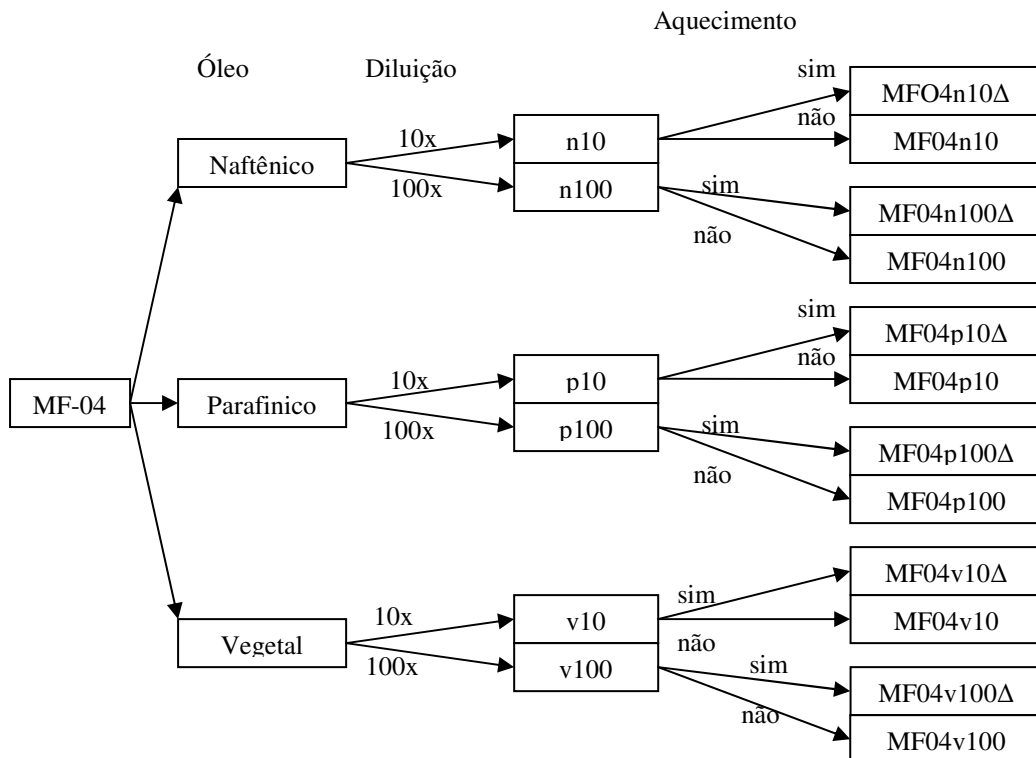 Aquecimento
Óleo
Diluição
sim
MFO4n10Δ
10x
n10
não
MF04n10
Naftênico
100x
n100
sim
MF04n100Δ
não
MF04n100
sim
MF04p10Δ
10x
p10
não
MF04p10
MF-04
Parafinico
100x
p100
sim
MF04p100Δ
não
MF04p100
MF04v10Δ
10x
v10
sim
MF04v10
Vegetal
não
100x
v100
sim
MF04v100Δ
não
MF04v100